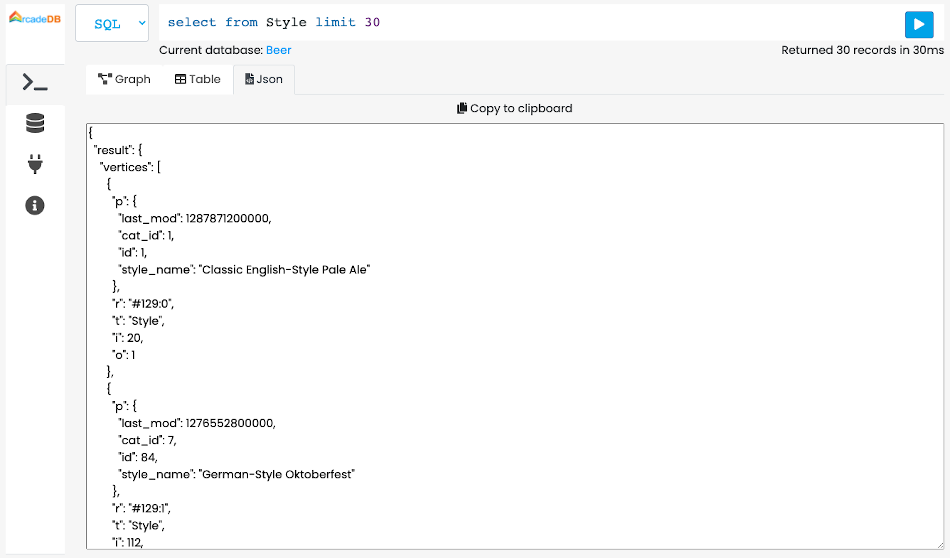 ArcadeDB
SQL
select from Style limit 30
Current database: Beer
Returned 30 records in 30ms
Graph
Table
Json
Copy to clipboard
{
"result": {
"vertices": [
{
"p": {
"last_mod": 1287871200000,
"cat_id": 1,
"id": 1,
"style_name": "Classic English-Style Pale Ale"
},
"r": "#129:0",
"t": "Style",
"i": 20,
"o": 1
},
{
"p": {
"last_mod": 1276552800000,
"cat_id": 7,
"id": 84,
"style_name": "German-Style Oktoberfest"
},
"r": "#129:1",
"t": "Style",
"i": 112,